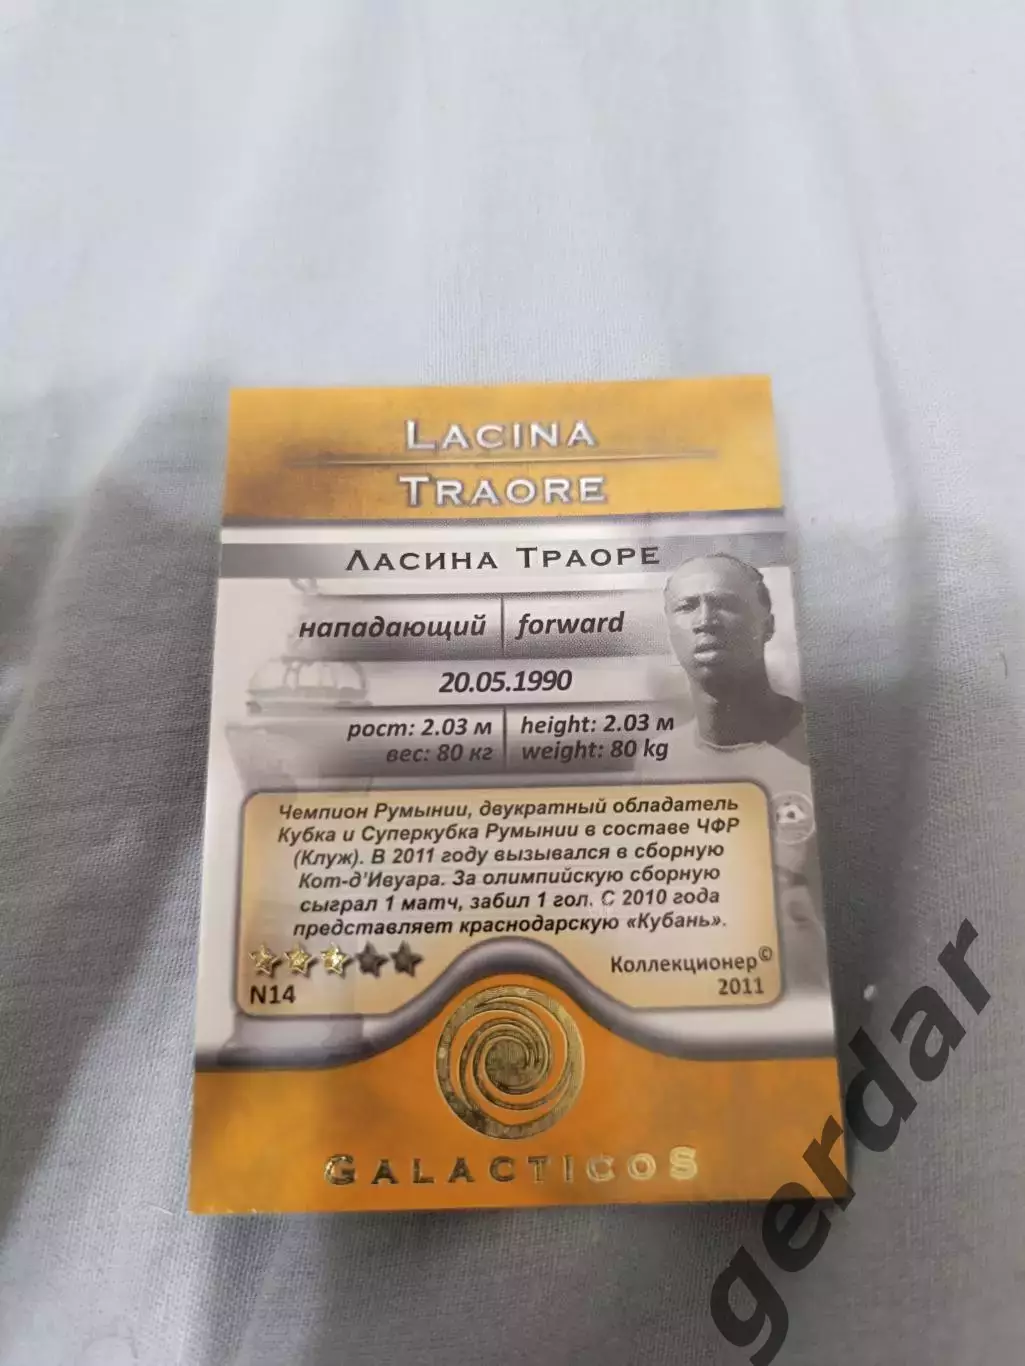 LACINA
TRAORE
ЛАСИНА ТРАОРЕ
нападающий forward
20.05.1990
рост: 2.03 м height: 2.03 м
вес: 80 кг weight: 80 kg
Чемпион Румынии, двукратный обладатель
Кубка и Суперкубка Румынии в составе ЧФР
(Клуж). В 2011 году вызывался в сборную
Кот-д'Ивуара. За олимпийскую сборную
сыграл 1 матч, забил 1 гол. С 2010 года
представляет краснодарскую «Кубань».
N14
Коллекционер©
2011
GALACTICOS
gerdar